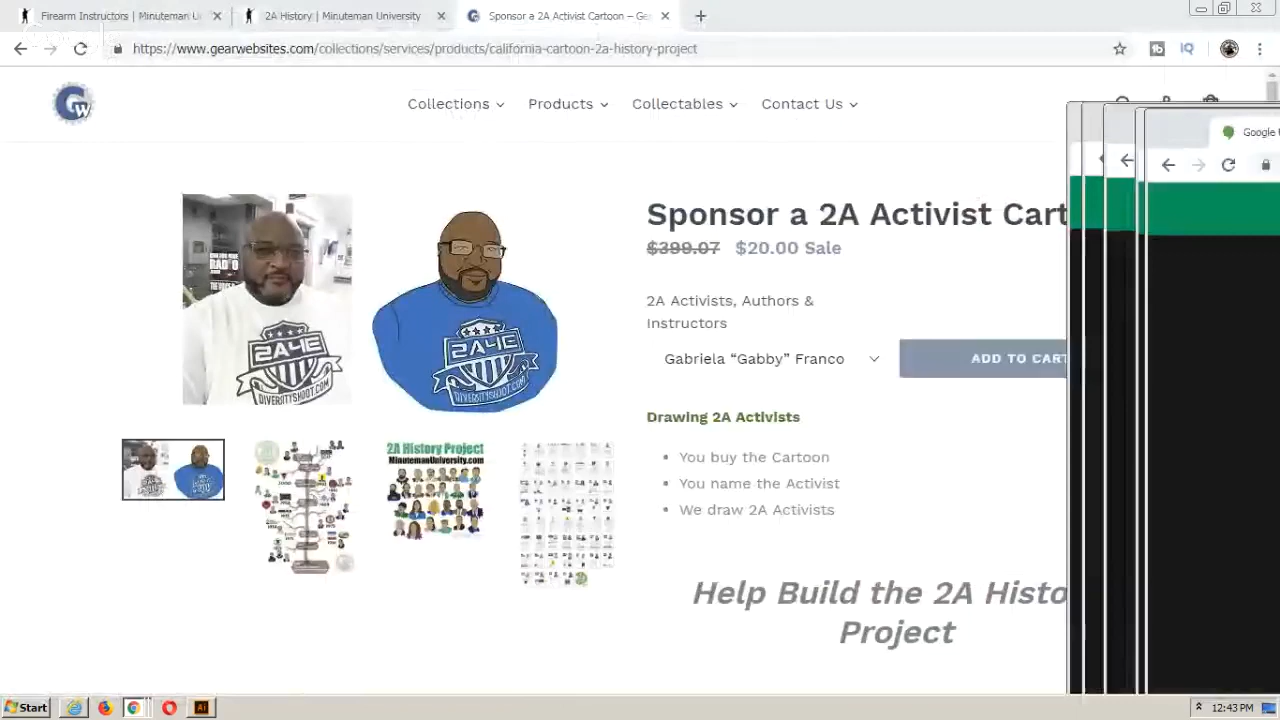 Firearm Instructors | Minuteman U
2A History | Minuteman University
Sponsor a 2A Activist Cartoon – Ge
https://www.gearwebsites.com/collections/services/products/california-cartoon-2a-history-project
Google
Collections
Products
Collectables
Contact Us
Sponsor a 2A Activist Cart
$399.07 $20.00 Sale
2A Activists, Authors &
Instructors
Gabriela “Gabby” Franco
ADD TO CART
Drawing 2A Activists
You buy the Cartoon
You name the Activist
We draw 2A Activists
Help Build the 2A Histo
Project
2A4E
DIVERSITYSHOOT.COM
2A4E
DIVERSITYSHOOT.COM
2A History Project
MinutemanUniversity.com
Start
Ai
12:43 PM